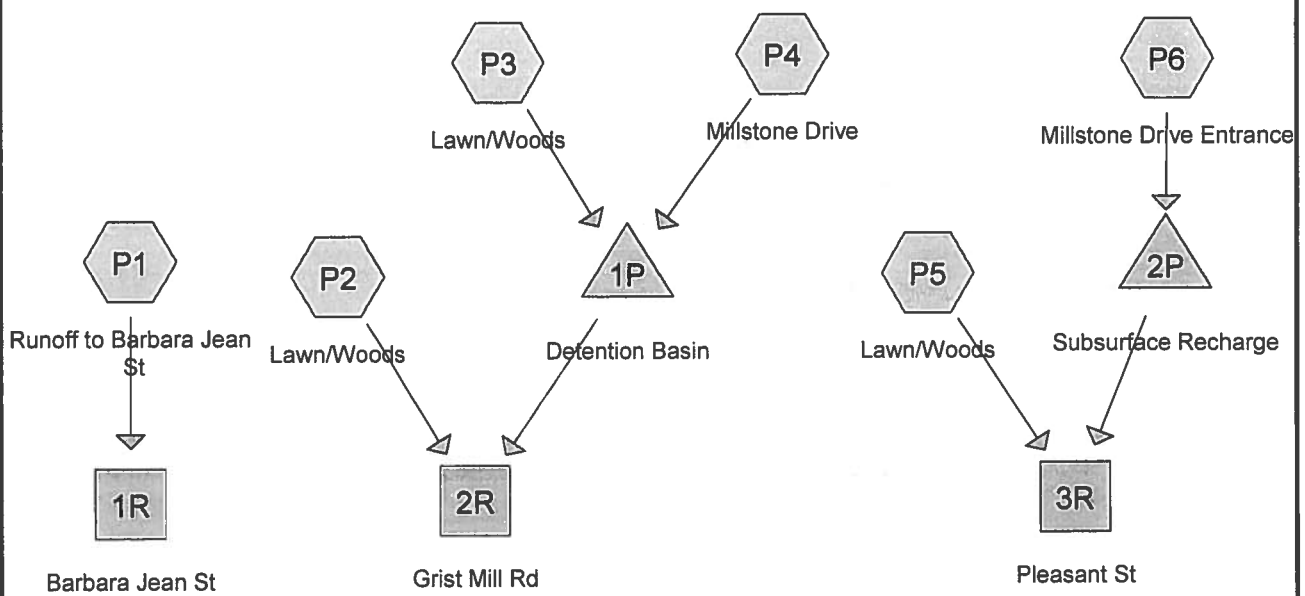 P3
Lawn/Woods
P4
Millstone Drive
P6
Millstone Drive Entrance
P1
Runoff to Barbara Jean
St
P2
Lawn/Woods
1P
Detention Basin
P5
Lawn/Woods
2P
Subsurface Recharge
1R
Barbara Jean St
2R
Grist Mill Rd
3R
Pleasant St